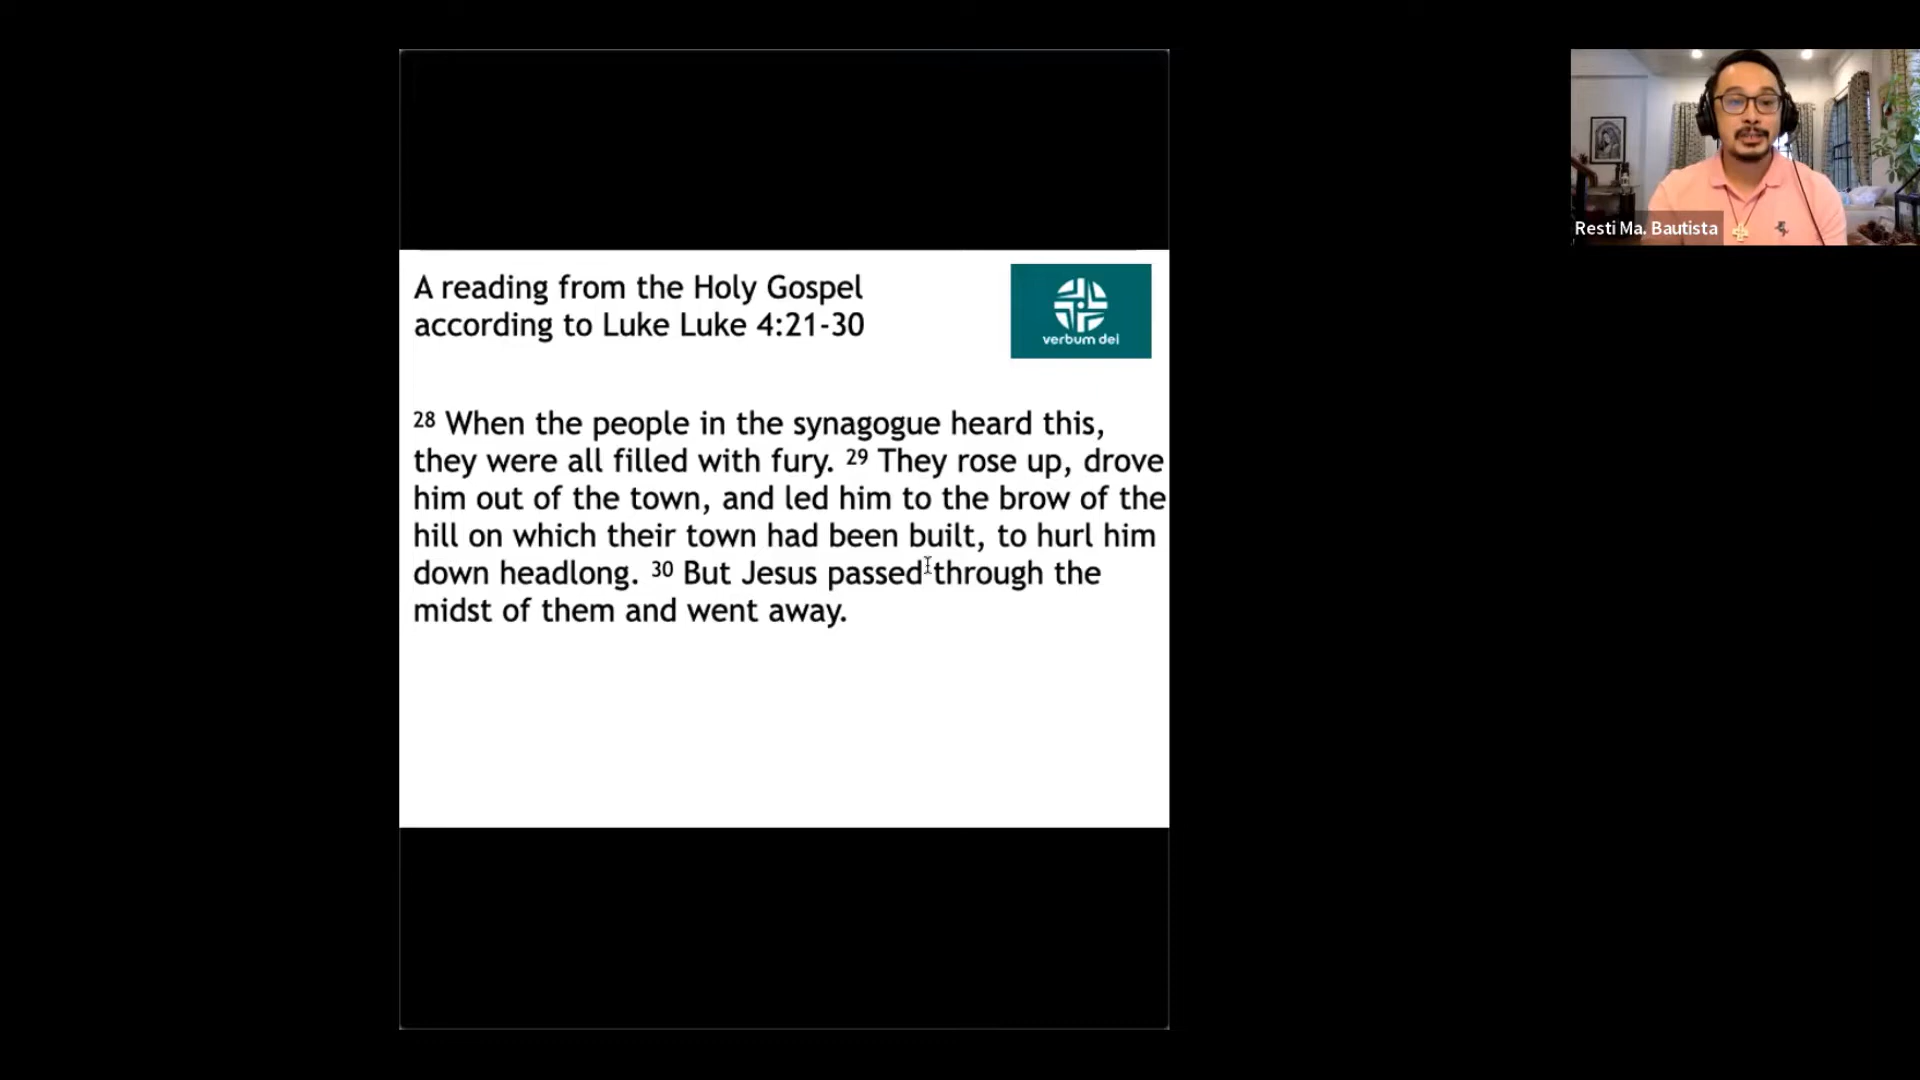 A reading from the Holy Gospel
according to Luke Luke 4:21-30
verbum dei
28 When the people in the synagogue heard this,
they were all filled with fury. 29 They rose up, drove
him out of the town, and led him to the brow of the
hill on which their town had been built, to hurl him
down headlong. 30 But Jesus passed through the
midst of them and went away.
Resti Ma. Bautista